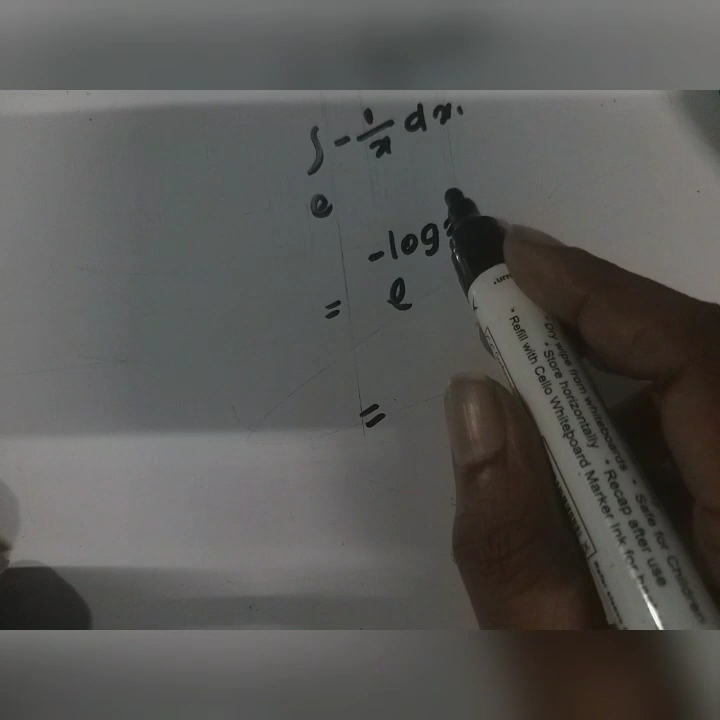 ∫ - 1/x dx.
e
-log
= e
=
• Dry wipe from whiteboards • Safe for Children
• Store horizontally • Recap after use
• Refill with Cello Whiteboard Marker Ink for